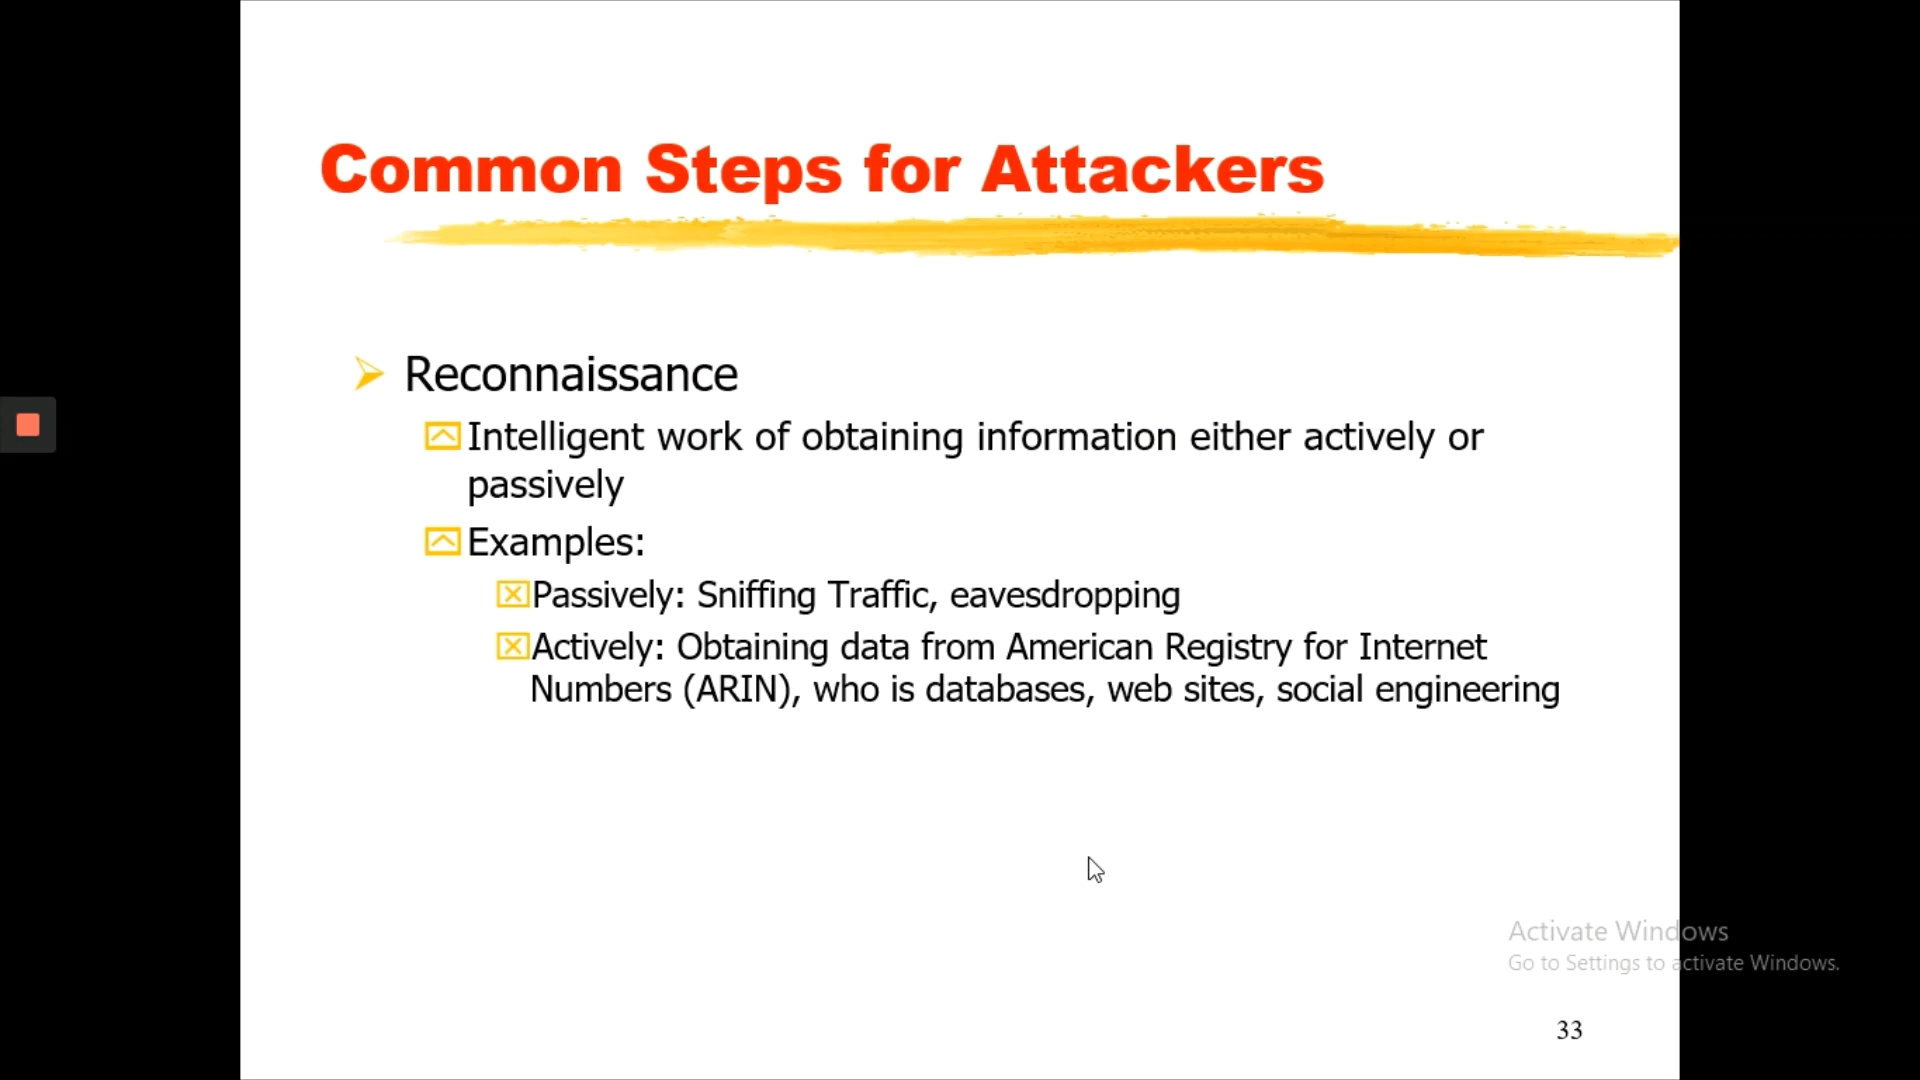 Common Steps for Attackers
Reconnaissance
Intelligent work of obtaining information either actively or
passively
Examples:
Passively: Sniffing Traffic, eavesdropping
Actively: Obtaining data from American Registry for Internet
Numbers (ARIN), who is databases, web sites, social engineering
Activate Windows
Go to Settings to activate Windows.
33